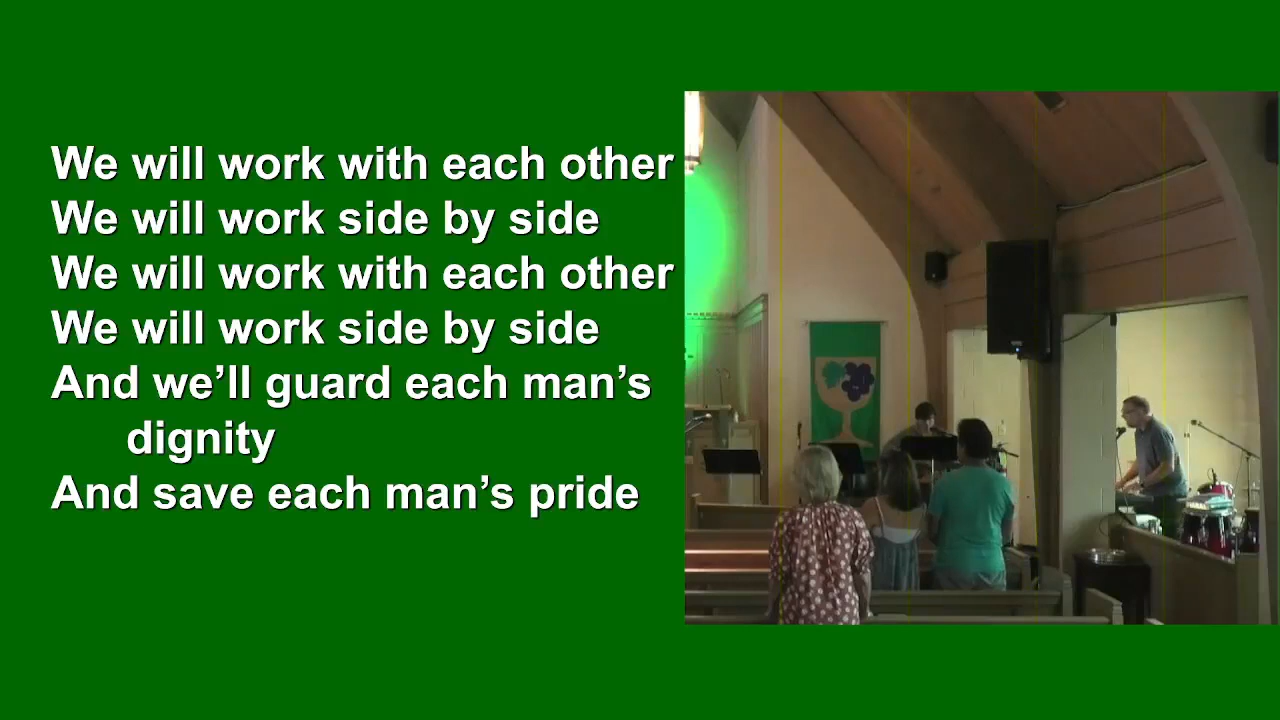 We will work with each other
We will work side by side
We will work with each other
We will work side by side
And we’ll guard each man’s
dignity
And save each man’s pride